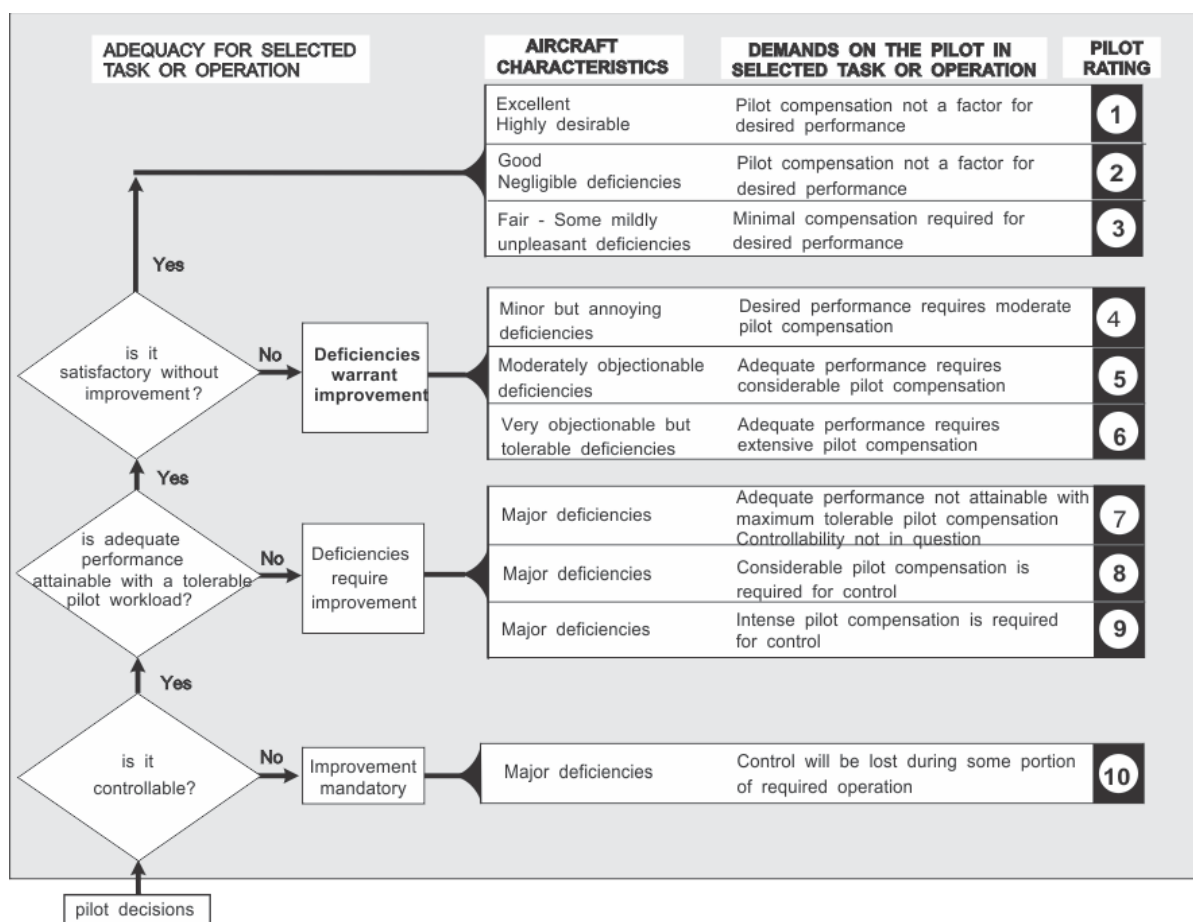 ADEQUACY FOR SELECTED
TASK OR OPERATION
AIRCRAFT
CHARACTERISTICS
DEMANDS ON THE PILOT IN
SELECTED TASK OR OPERATION
PILOT
RATING
Excellent
Highly desirable
Pilot compensation not a factor for
desired performance
1
Good
Negligible deficiencies
Pilot compensation not a factor for
desired performance
2
Fair - Some mildly
unpleasant deficiencies
Minimal compensation required for
desired performance
3
Yes
is it
satisfactory without
improvement?
No
Deficiencies
warrant
improvement
Minor but annoying
deficiencies
Desired performance requires moderate
pilot compensation
4
Moderately objectionable
deficiencies
Adequate performance requires
considerable pilot compensation
5
Very objectionable but
tolerable deficiencies
Adequate performance requires
extensive pilot compensation
6
Yes
is adequate
performance
attainable with a tolerable
pilot workload?
No
Deficiencies
require
improvement
Major deficiencies
Adequate performance not attainable with
maximum tolerable pilot compensation
Controllability not in question
7
Major deficiencies
Considerable pilot compensation is
required for control
8
Major deficiencies
Intense pilot compensation is required
for control
9
Yes
is it
controllable?
No
Improvement
mandatory
Major deficiencies
Control will be lost during some portion
of required operation
10
pilot decisions